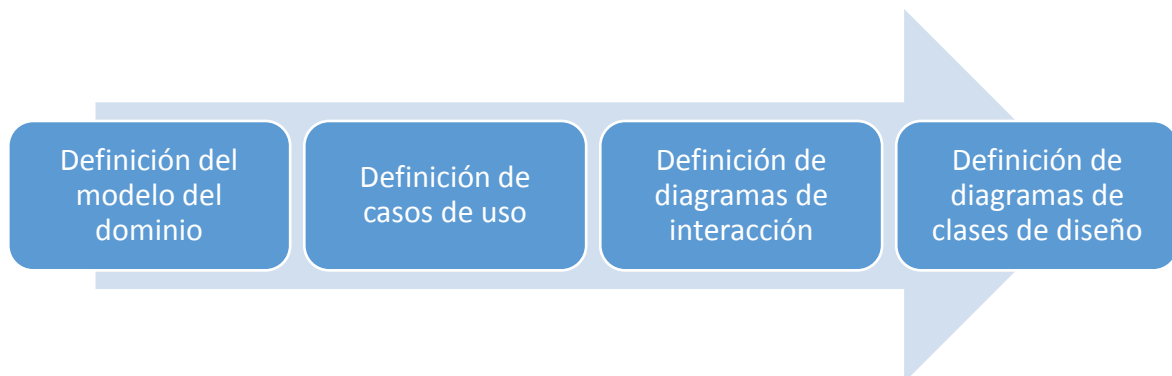 Definición del
modelo del
dominio
Definición de
casos de uso
Definición de
diagramas de
interacción
Definición de
diagramas de
clases de diseño